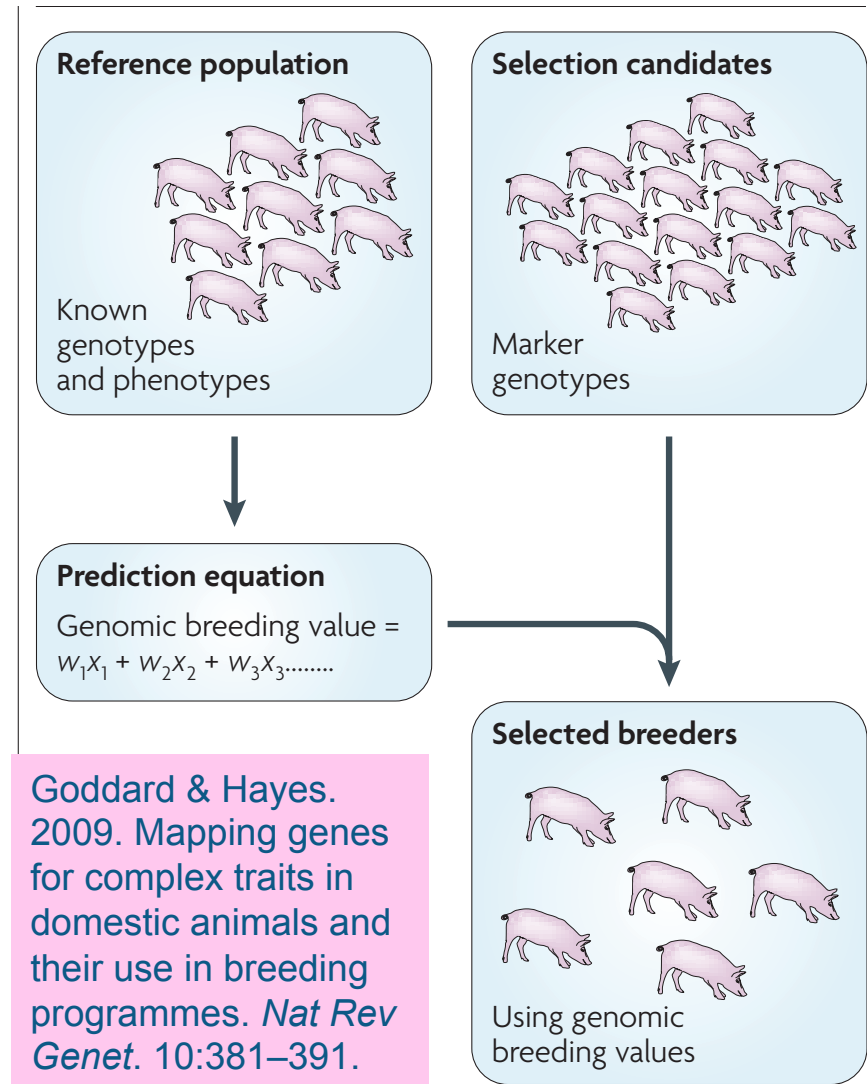 Reference population
Known
genotypes
and phenotypes
Selection candidates
Marker
genotypes
Prediction equation
Genomic breeding value =
w₁x₁ + w₂x₂ + w₃x₃........
Selected breeders
Using genomic
breeding values
Goddard & Hayes.
2009. Mapping genes
for complex traits in
domestic animals and
their use in breeding
programmes. Nat Rev
Genet. 10:381–391.